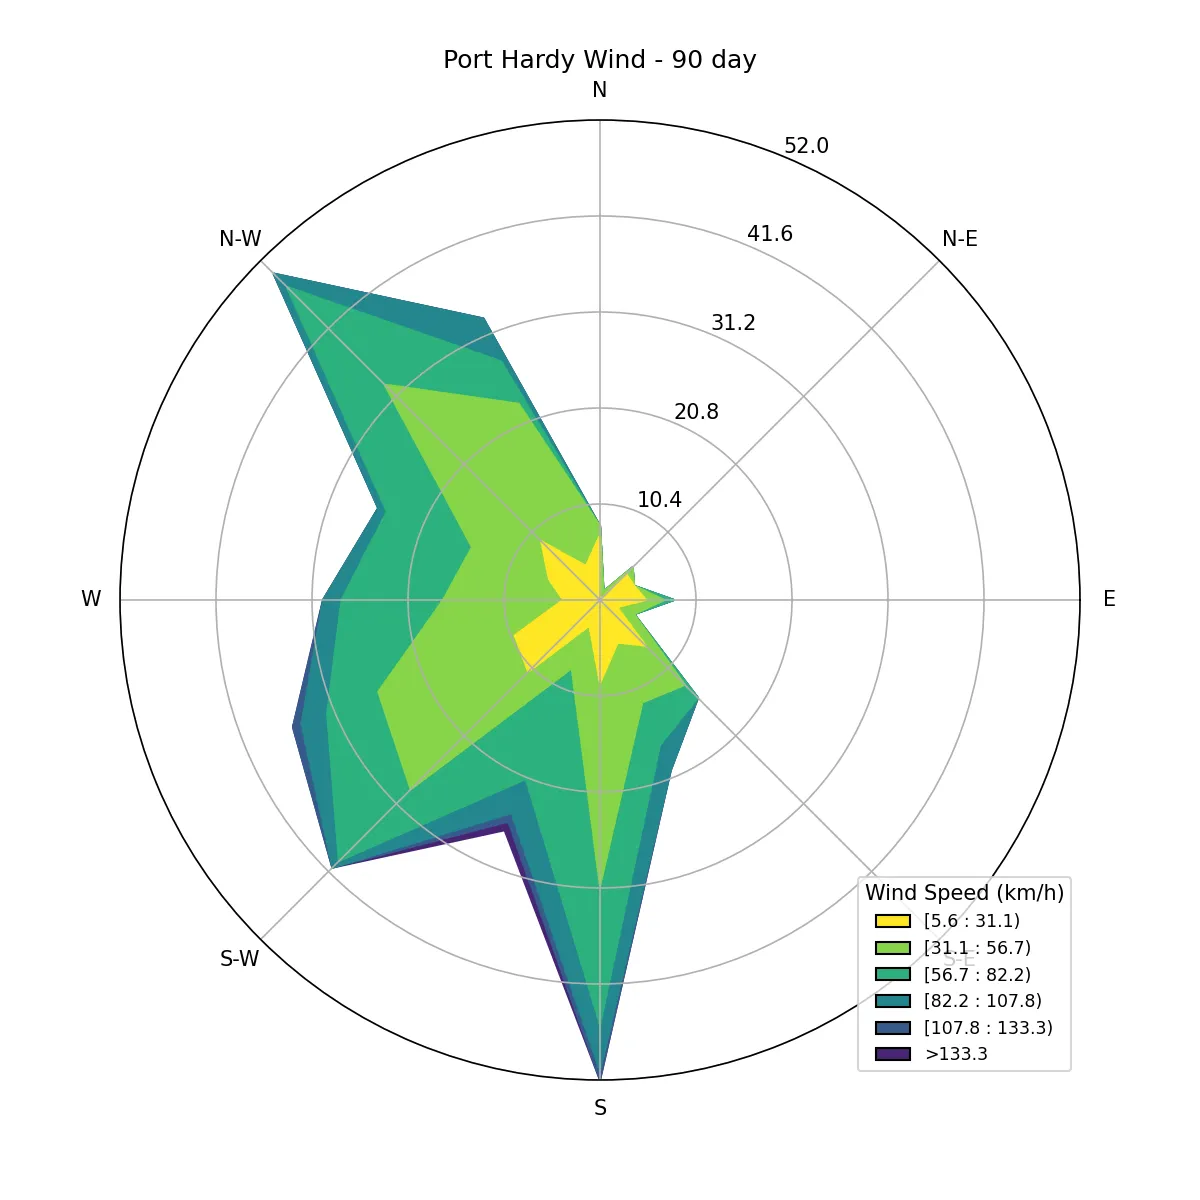 Port Hardy Wind - 90 day
N
52.0
N-W
41.6
N-E
31.2
20.8
10.4
W
E
S-W
S-E
S
Wind Speed (km/h)
[5.6 : 31.1)
[31.1 : 56.7)
[56.7 : 82.2)
[82.2 : 107.8)
[107.8 : 133.3)
>133.3